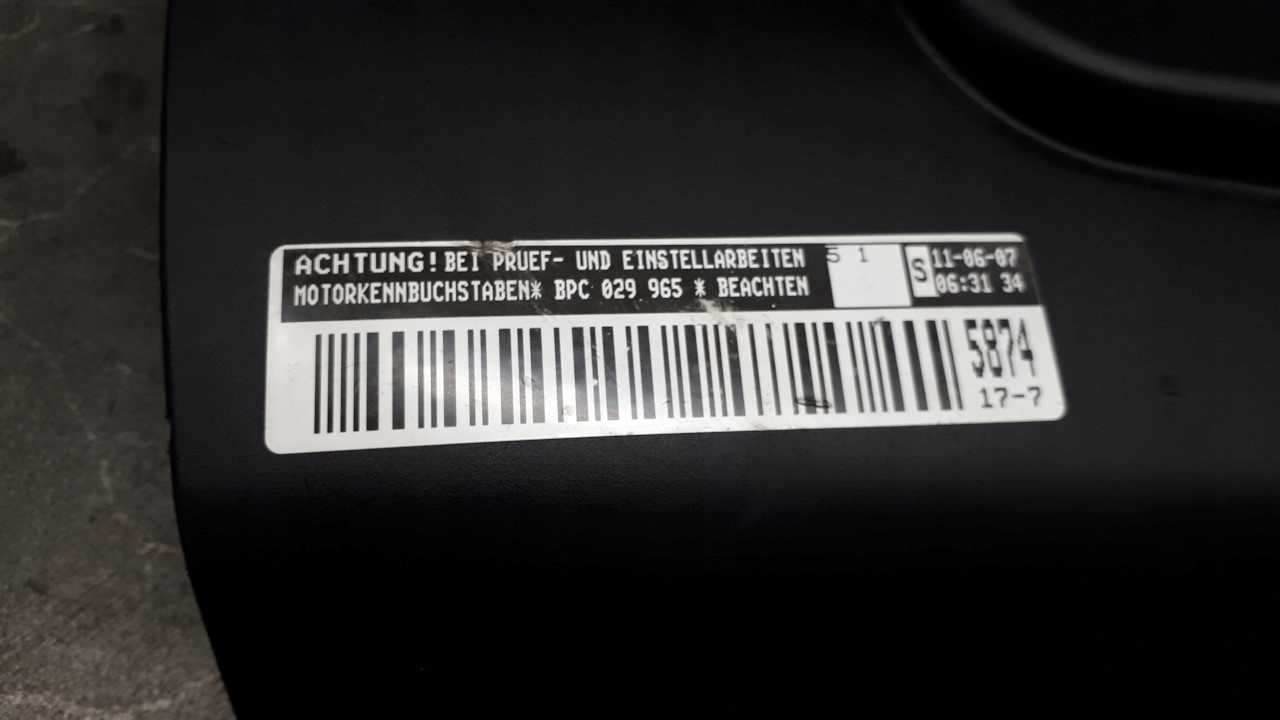 ACHTUNG! BEI PRUEF- UND EINSTELLARBEITEN 5 1 S 11-06-07
MOTORKENNBUCHSTABEN* BPC 029 965 * BEACHTEN 06:31 34
5874
17-7